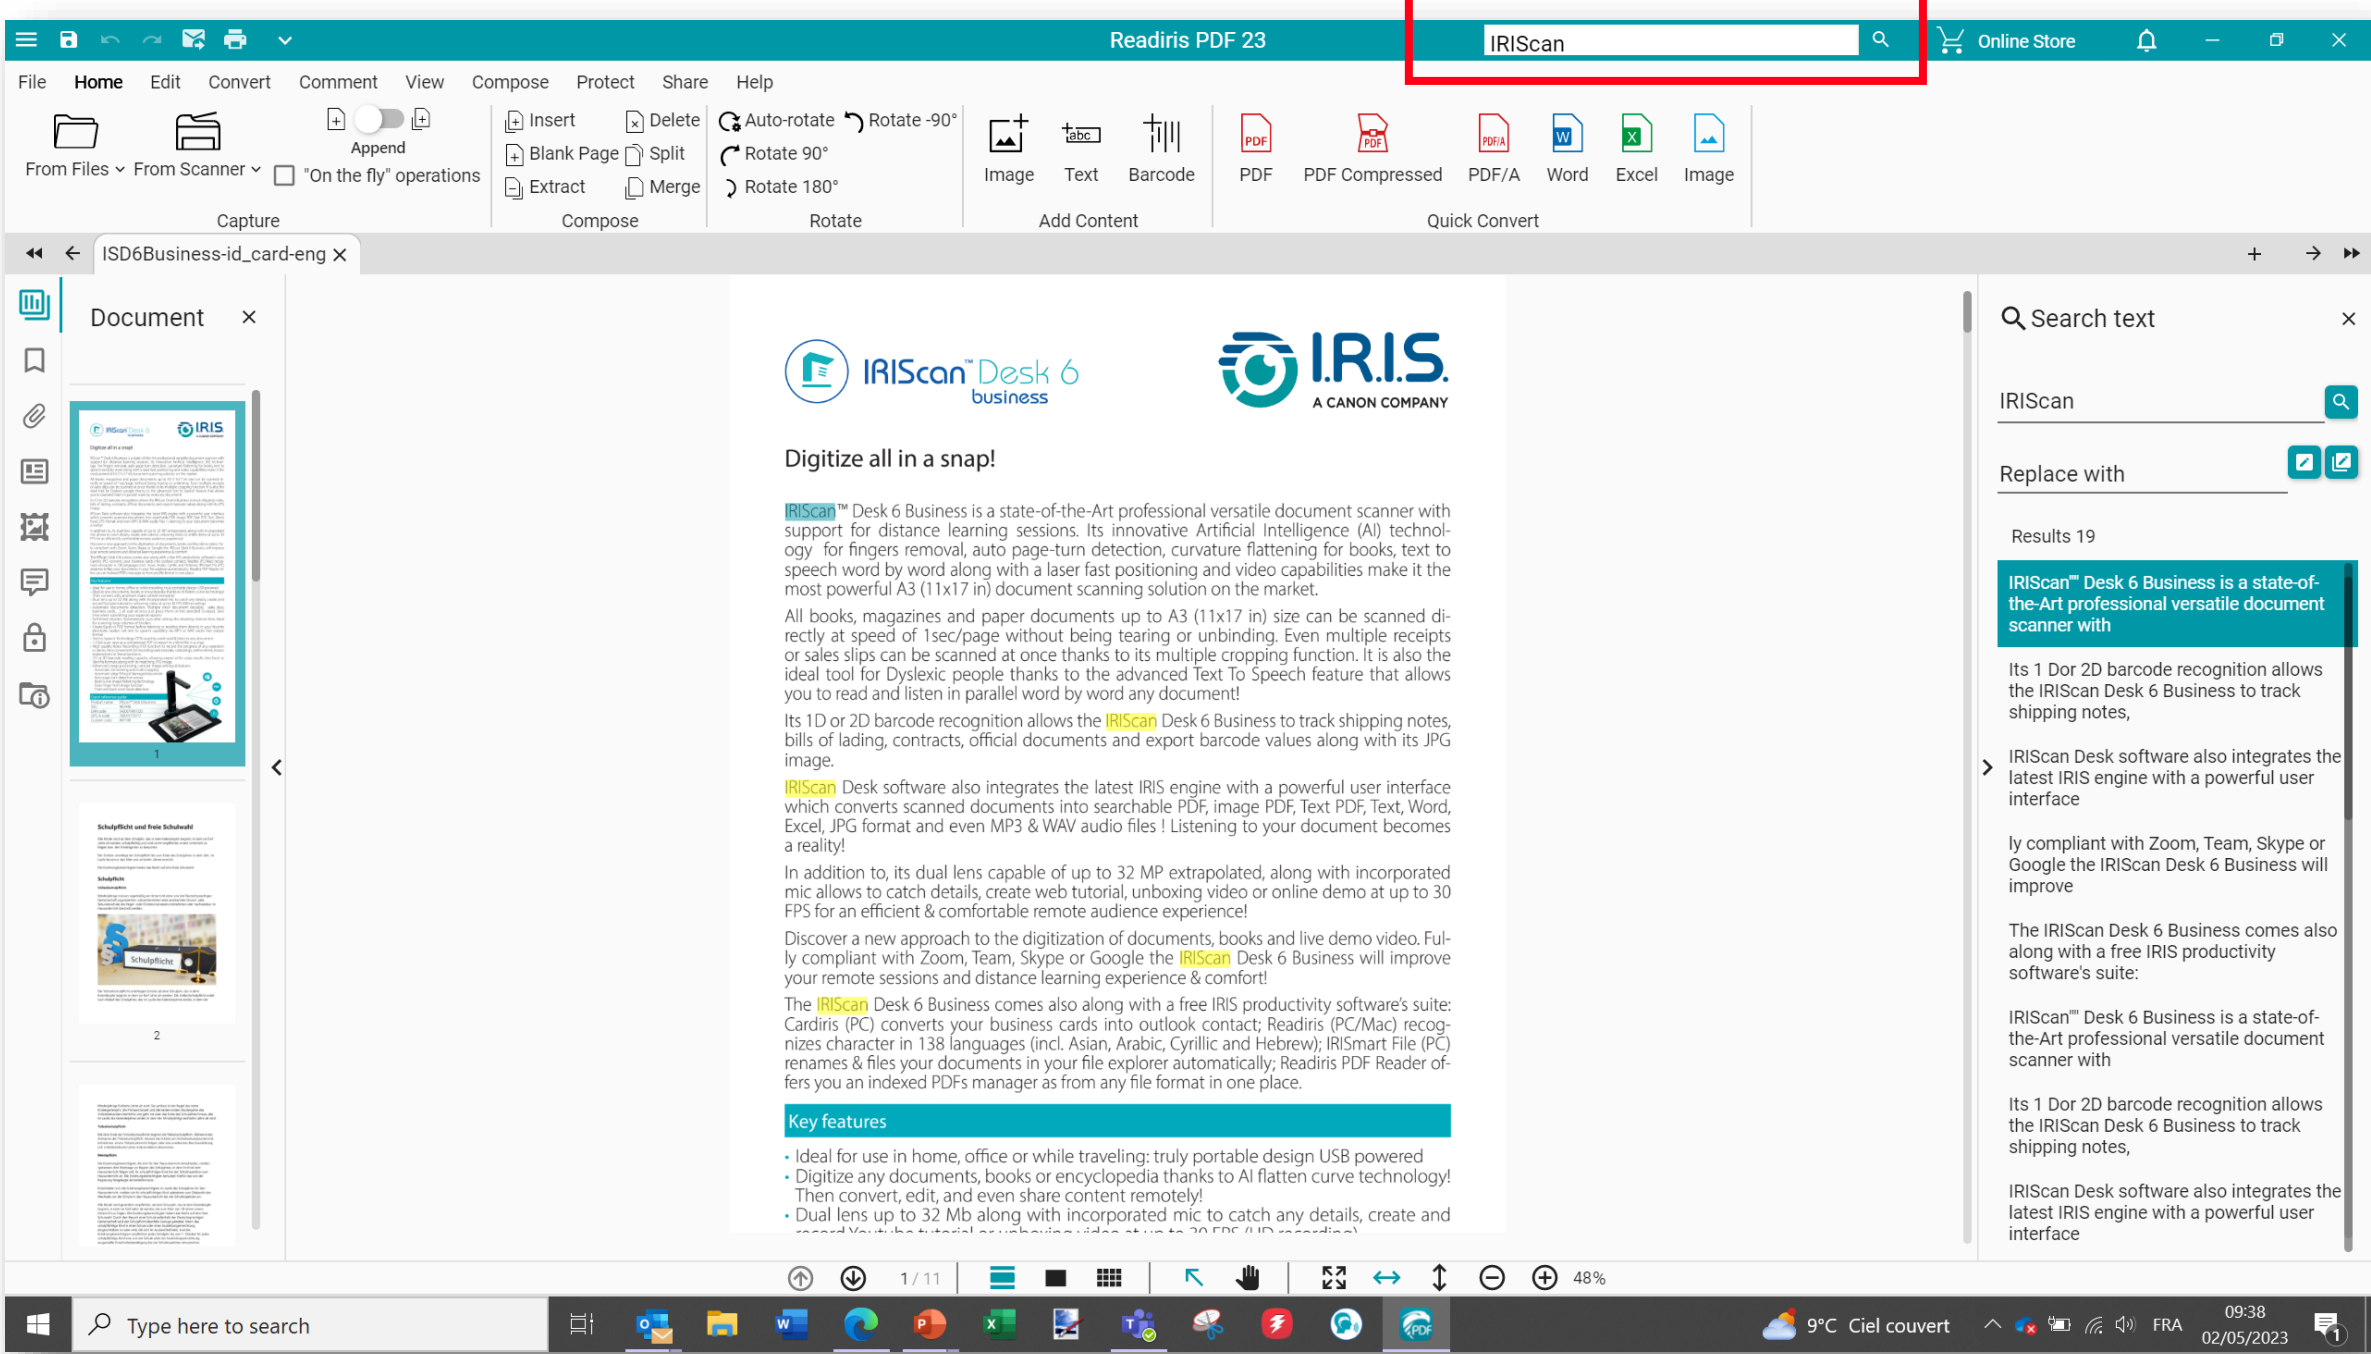 Readiris PDF 23
IRIScan
Online Store
File Home Edit Convert Comment View Compose Protect Share Help
From Files From Scanner
Append
"On the fly" operations
Capture
Insert Delete
Blank Page Split
Extract Merge
Compose
Auto-rotate Rotate -90°
Rotate 90°
Rotate 180°
Rotate
Image Text Barcode
Add Content
PDF PDF Compressed PDF/A Word Excel Image
Quick Convert
ISD6Business-id_card-eng
Document
1
Schulpflicht und freie Schulwahl
Schulpflicht
Schulpflicht
2
IRIScan™ Desk 6
business
I.R.I.S.
A CANON COMPANY
Digitize all in a snap!
IRIScan™ Desk 6 Business is a state-of-the-Art professional versatile document scanner with
support for distance learning sessions. Its innovative Artificial Intelligence (AI) technol-
ogy for fingers removal, auto page-turn detection, curvature flattening for books, text to
speech word by word along with a laser fast positioning and video capabilities make it the
most powerful A3 (11x17 in) document scanning solution on the market.
All books, magazines and paper documents up to A3 (11x17 in) size can be scanned di-
rectly at speed of 1sec/page without being tearing or unbinding. Even multiple receipts
or sales slips can be scanned at once thanks to its multiple cropping function. It is also the
ideal tool for Dyslexic people thanks to the advanced Text To Speech feature that allows
you to read and listen in parallel word by word any document!
Its 1D or 2D barcode recognition allows the IRIScan Desk 6 Business to track shipping notes,
bills of lading, contracts, official documents and export barcode values along with its JPG
image.
IRIScan Desk software also integrates the latest IRIS engine with a powerful user interface
which converts scanned documents into searchable PDF, image PDF, Text PDF, Text, Word,
Excel, JPG format and even MP3 & WAV audio files ! Listening to your document becomes
a reality!
In addition to, its dual lens capable of up to 32 MP extrapolated, along with incorporated
mic allows to catch details, create web tutorial, unboxing video or online demo at up to 30
FPS for an efficient & comfortable remote audience experience!
Discover a new approach to the digitization of documents, books and live demo video. Ful-
ly compliant with Zoom, Team, Skype or Google the IRIScan Desk 6 Business will improve
your remote sessions and distance learning experience & comfort!
The IRIScan Desk 6 Business comes also along with a free IRIS productivity software's suite:
Cardiris (PC) converts your business cards into outlook contact; Readiris (PC/Mac) recog-
nizes character in 138 languages (incl. Asian, Arabic, Cyrillic and Hebrew); IRISmart File (PC)
renames & files your documents in your file explorer automatically; Readiris PDF Reader of-
fers you an indexed PDFs manager as from any file format in one place.
Key features
• Ideal for use in home, office or while traveling: truly portable design USB powered
• Digitize any documents, books or encyclopedia thanks to AI flatten curve technology!
Then convert, edit, and even share content remotely!
• Dual lens up to 32 Mb along with incorporated mic to catch any details, create and
record Youtube tutorial or unboxing video at up to 30 FPS (HD recording)
Search text
IRIScan
Replace with
Results 19
IRIScan"" Desk 6 Business is a state-of-
the-Art professional versatile document
scanner with
Its 1 Dor 2D barcode recognition allows
the IRIScan Desk 6 Business to track
shipping notes,
IRIScan Desk software also integrates the
latest IRIS engine with a powerful user
interface
ly compliant with Zoom, Team, Skype or
Google the IRIScan Desk 6 Business will
improve
The IRIScan Desk 6 Business comes also
along with a free IRIS productivity
software's suite:
IRIScan"" Desk 6 Business is a state-of-
the-Art professional versatile document
scanner with
Its 1 Dor 2D barcode recognition allows
the IRIScan Desk 6 Business to track
shipping notes,
IRIScan Desk software also integrates the
latest IRIS engine with a powerful user
interface
1 / 11
48%
Type here to search
9°C Ciel couvert
FRA
09:38
02/05/2023
1